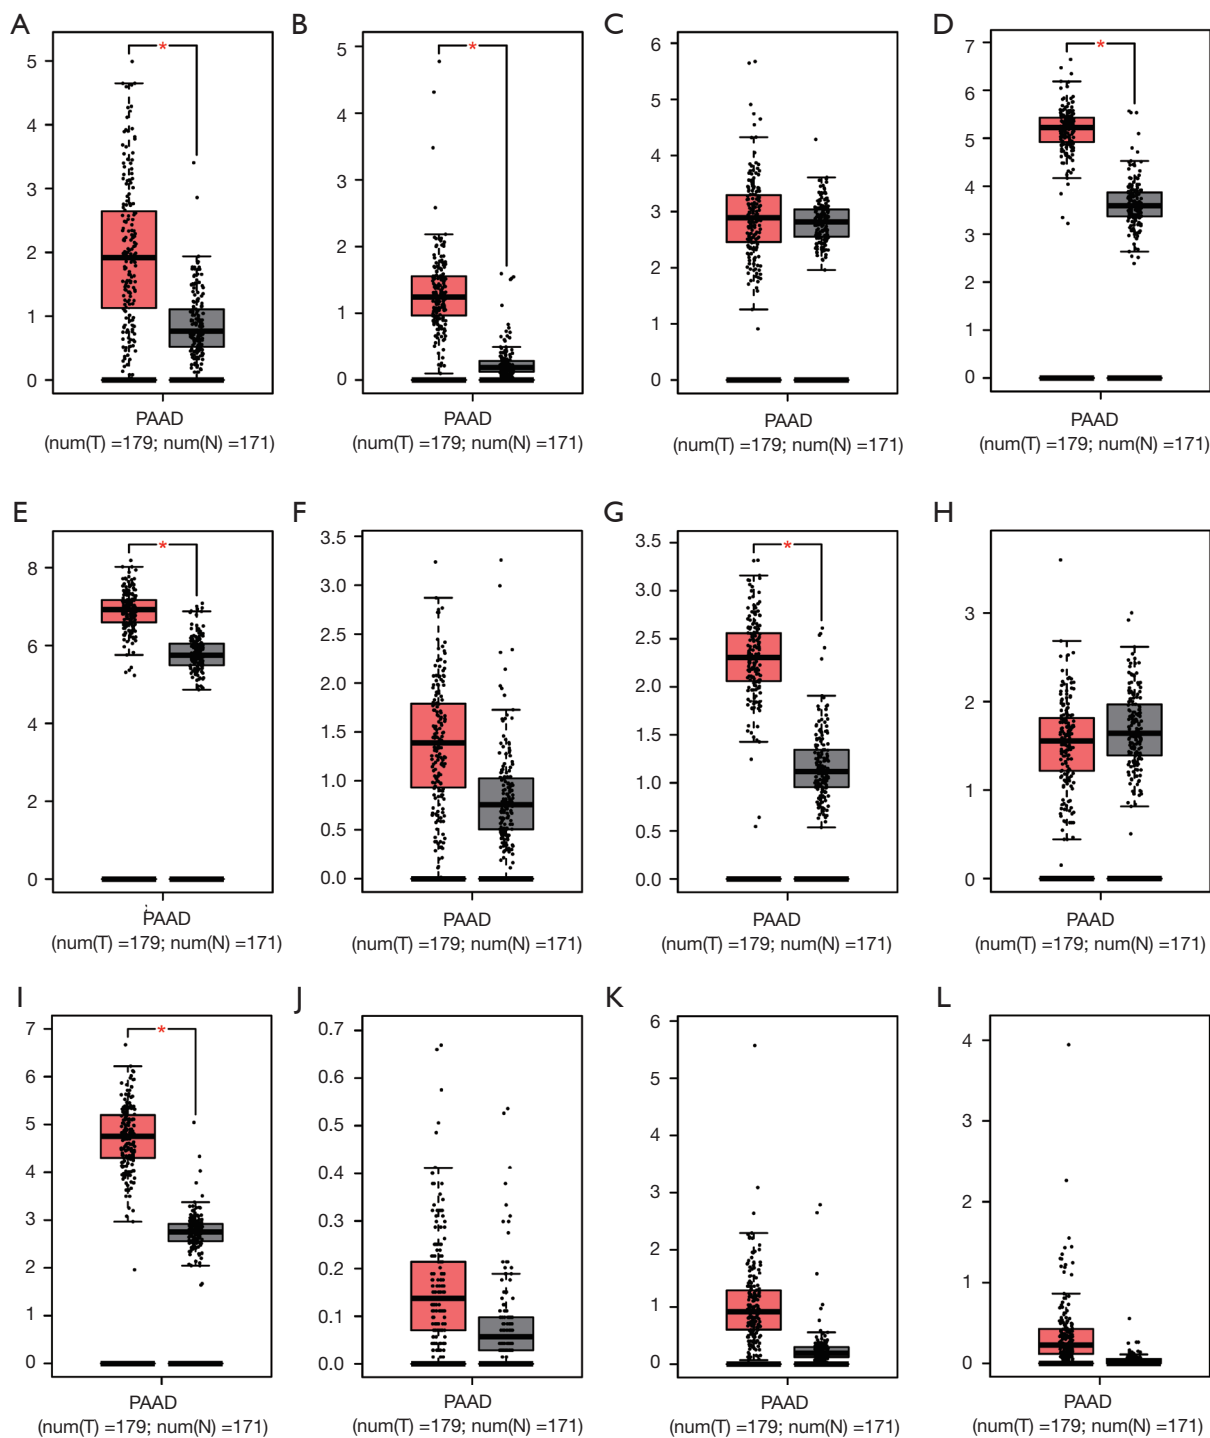 A
*
5
4
3
2
1
0
PAAD
(num(T) =179; num(N) =171)
B
*
5
4
3
2
1
0
PAAD
(num(T) =179; num(N) =171)
C
6
5
4
3
2
1
0
PAAD
(num(T) =179; num(N) =171)
D
*
7
6
5
4
3
2
1
0
PAAD
(num(T) =179; num(N) =171)
E
*
8
6
4
2
0
PAAD
(num(T) =179; num(N) =171)
F
3.5
3.0
2.5
2.0
1.5
1.0
0.5
0.0
PAAD
(num(T) =179; num(N) =171)
G
*
3.5
3.0
2.5
2.0
1.5
1.0
0.5
0.0
PAAD
(num(T) =179; num(N) =171)
H
3
2
1
0
PAAD
(num(T) =179; num(N) =171)
I
*
7
6
5
4
3
2
1
0
PAAD
(num(T) =179; num(N) =171)
J
0.7
0.6
0.5
0.4
0.3
0.2
0.1
0.0
PAAD
(num(T) =179; num(N) =171)
K
6
5
4
3
2
1
0
PAAD
(num(T) =179; num(N) =171)
L
4
3
2
1
0
PAAD
(num(T) =179; num(N) =171)